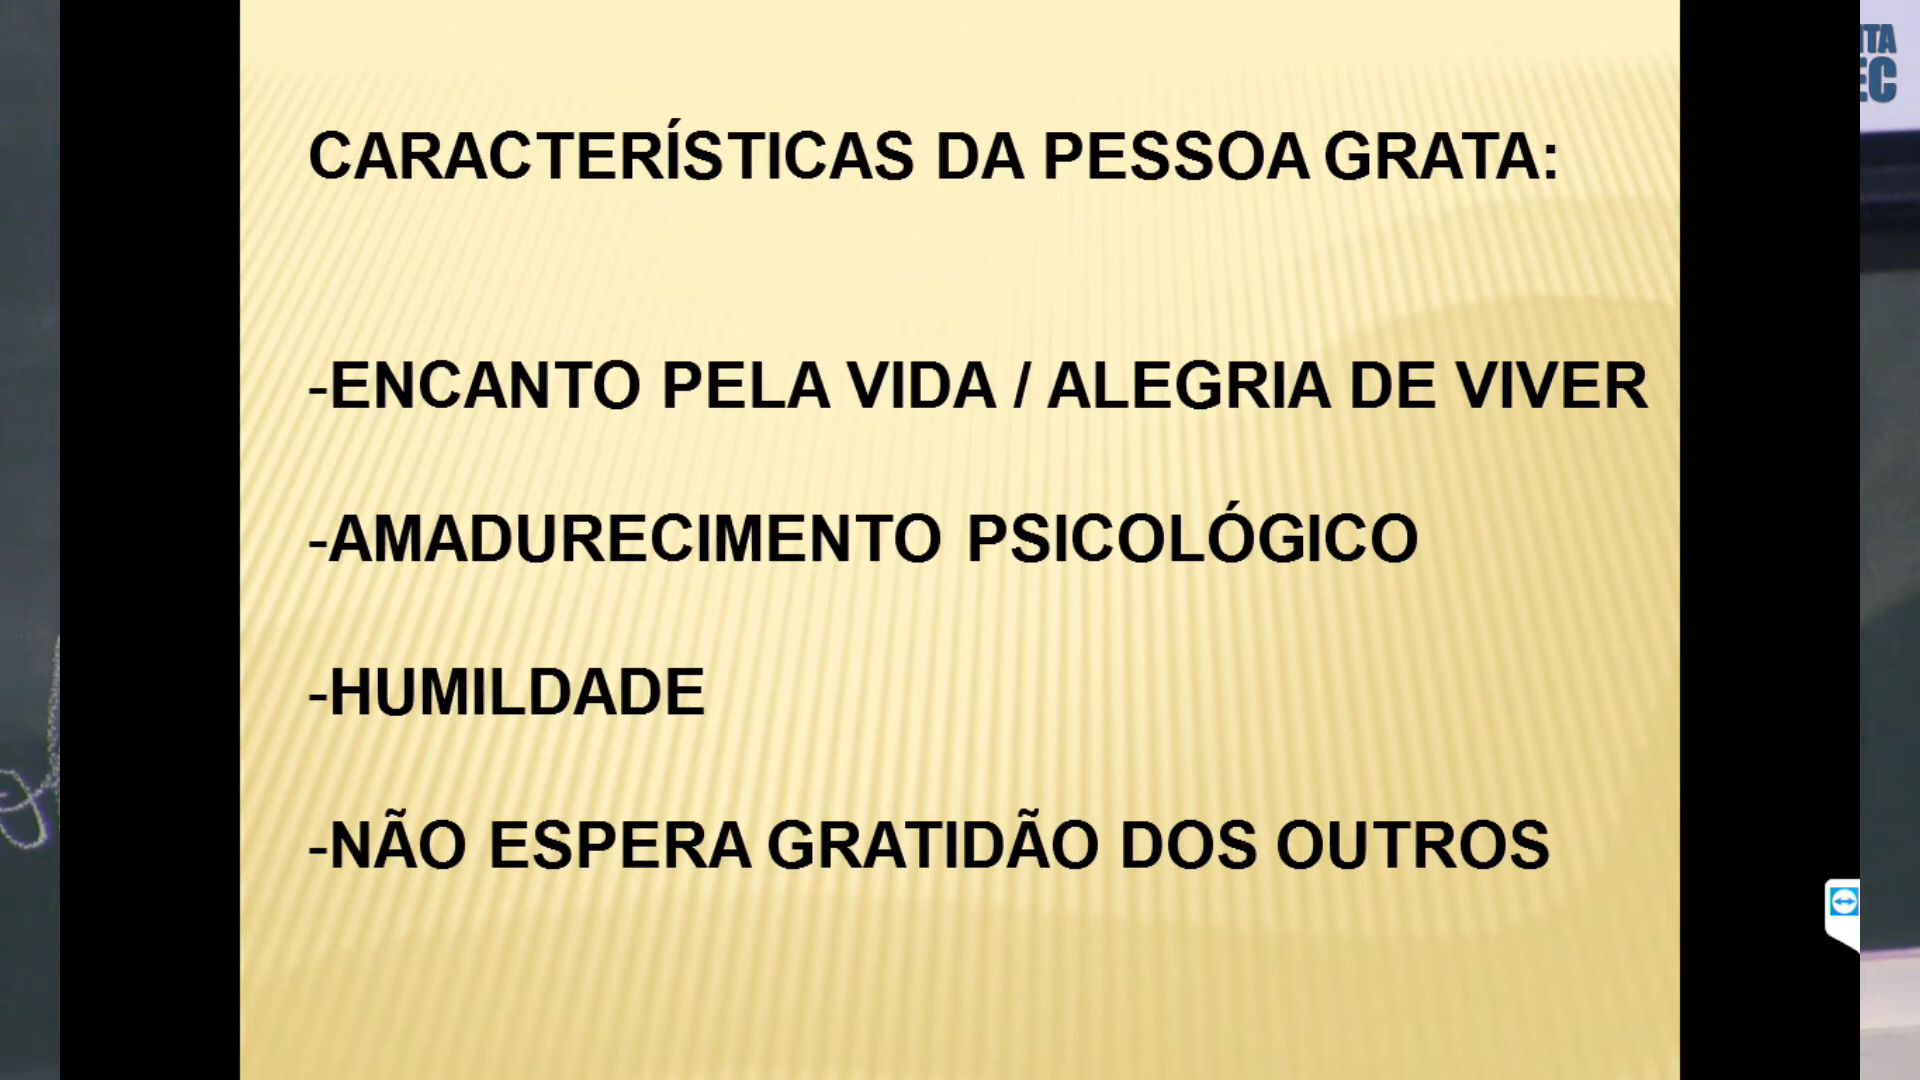 CARACTERÍSTICAS DA PESSOA GRATA:
-ENCANTO PELA VIDA / ALEGRIA DE VIVER
-AMADURECIMENTO PSICOLÓGICO
-HUMILDADE
-NÃO ESPERA GRATIDÃO DOS OUTROS